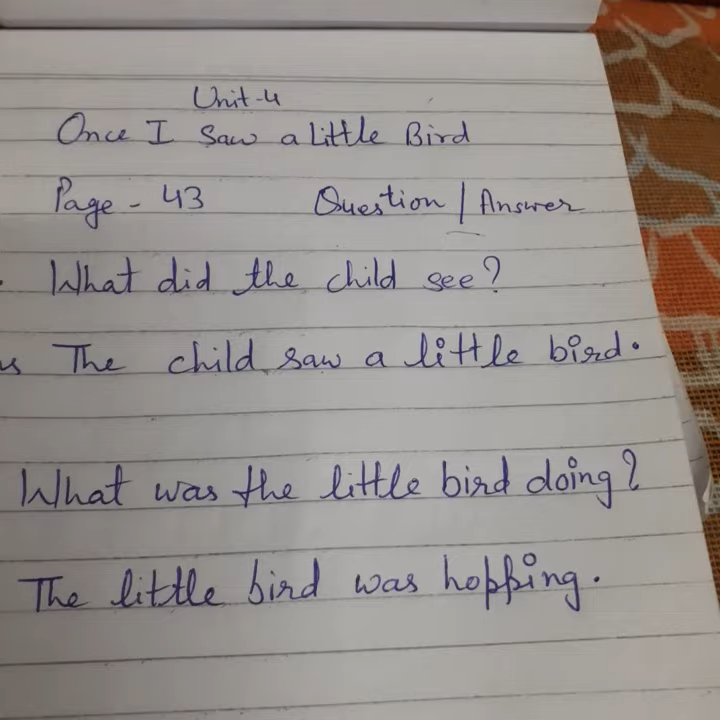 Unit-4
Once I Saw a Little Bird
Page - 43 Question / Answer
What did the child see?
The child saw a little bird.
What was the little bird doing?
The little bird was hopping.